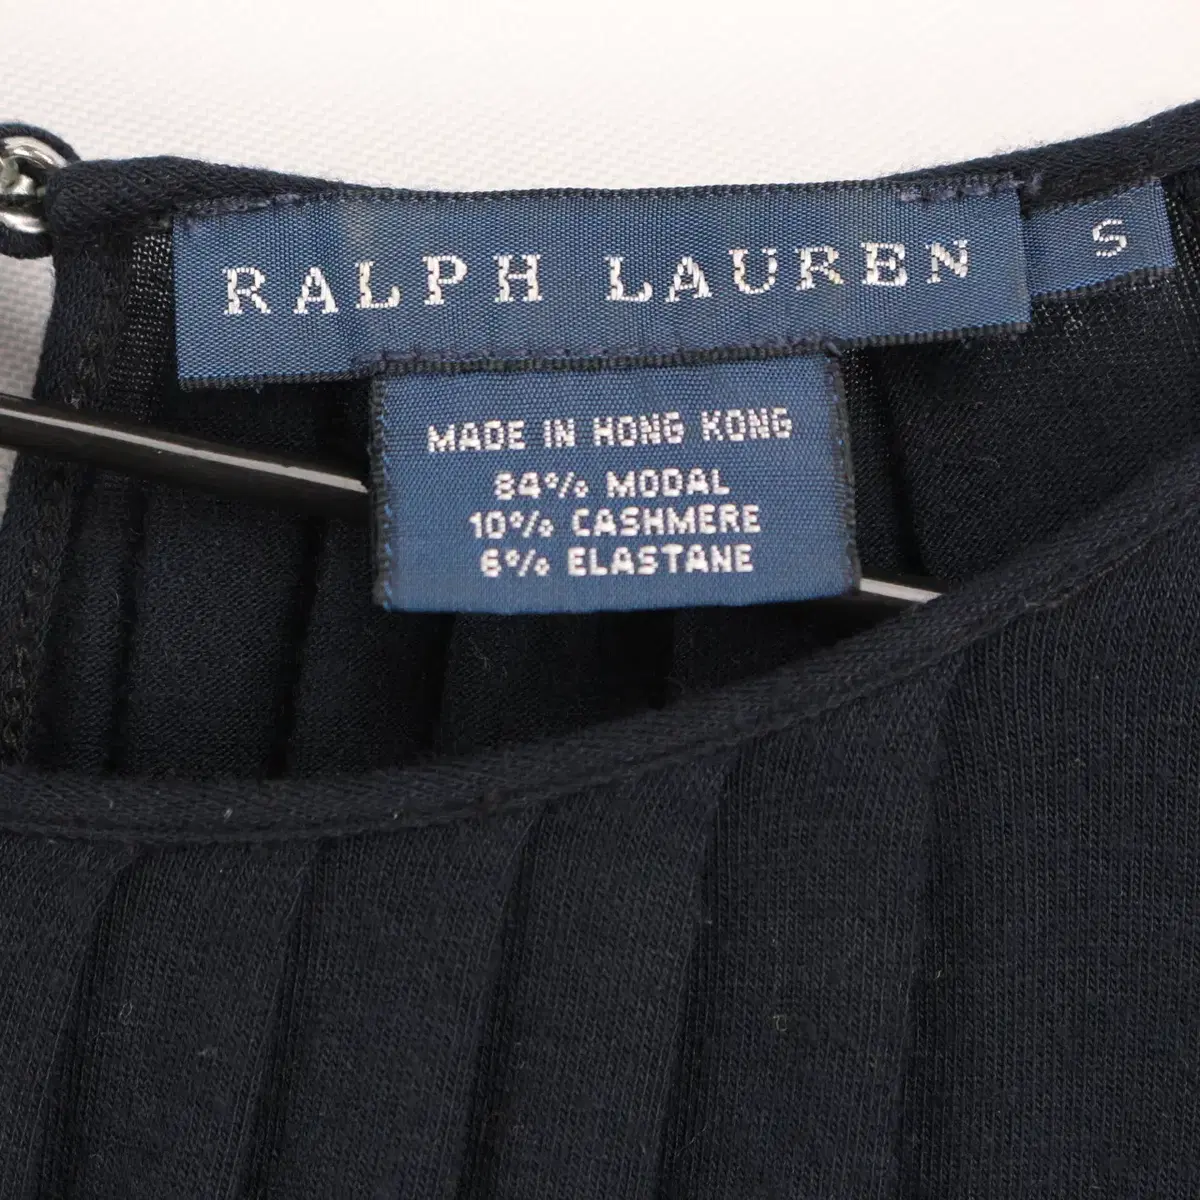 RALPH LAUREN
S
MADE IN HONG KONG
84% MODAL
10% CASHMERE
6% ELASTANE